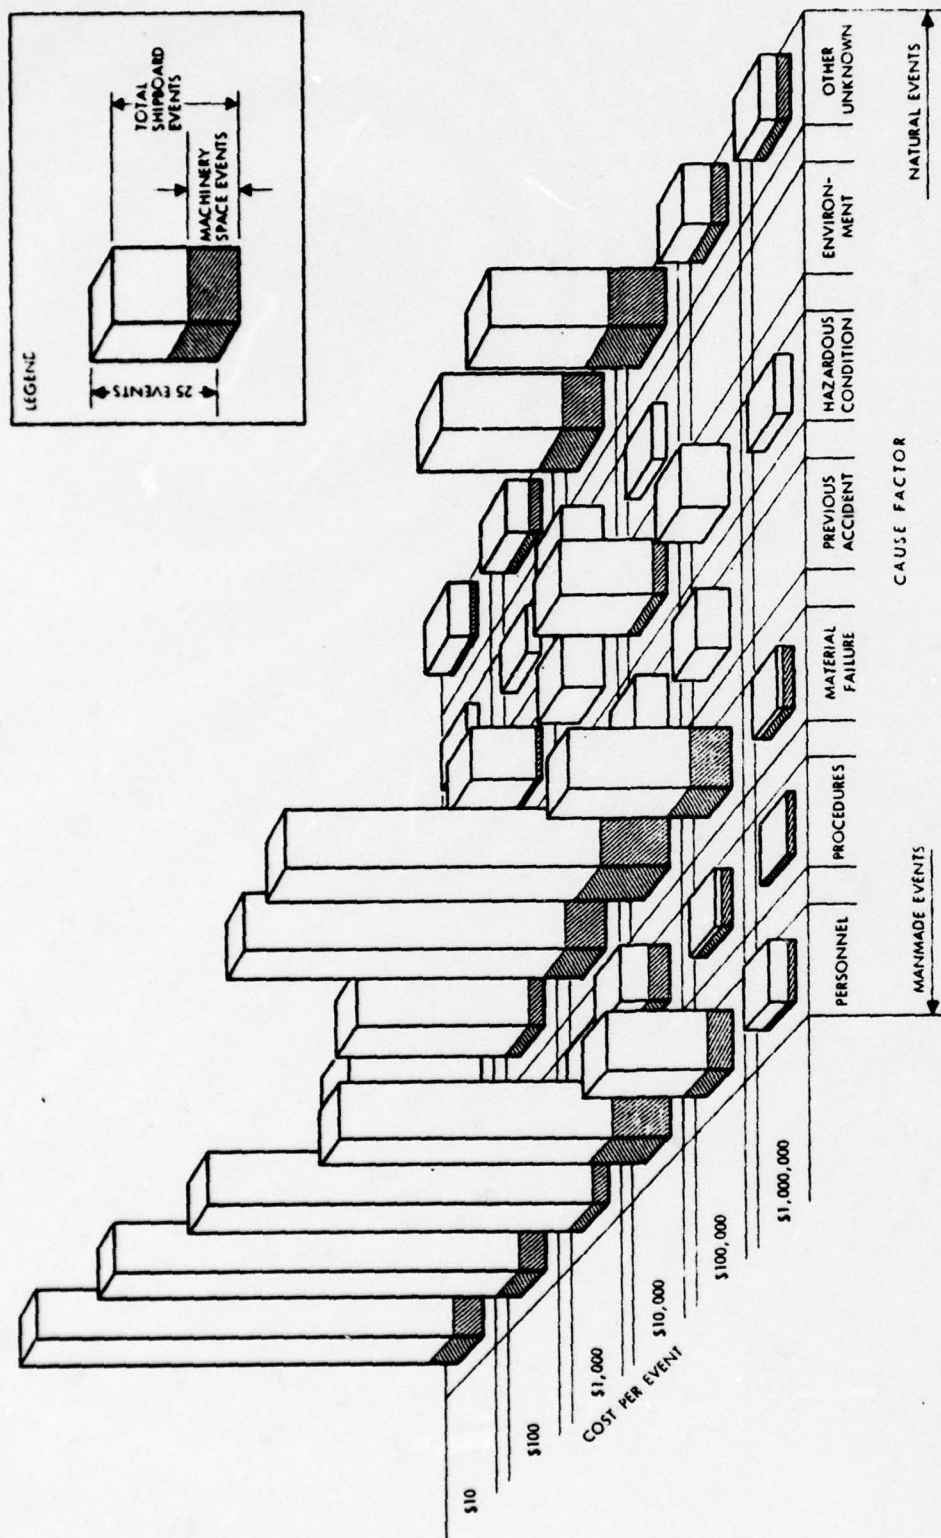 LEGEND
25 EVENTS
TOTAL
SHIPBOARD
EVENTS
MACHINERY
SPACE EVENTS
$10
$100
$1,000
$10,000
$100,000
$1,000,000
COST PER EVENT
PERSONNEL
PROCEDURES
MATERIAL
FAILURE
PREVIOUS
ACCIDENT
HAZARDOUS
CONDITION
ENVIRON-
MENT
OTHER
UNKNOWN
MANMADE EVENTS
CAUSE FACTOR
NATURAL EVENTS